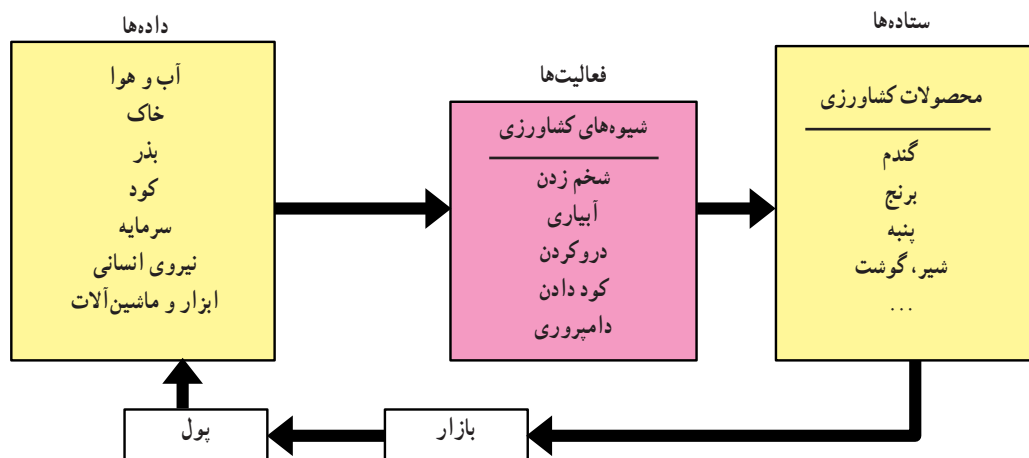 داده‌ها
آب و هوا
خاک
بذر
کود
سرمایه
نیروی انسانی
ابزار و ماشین‌آلات
فعالیت‌ها
شیوه‌های کشاورزی
شخم زدن
آبیاری
دروکردن
کود دادن
دامپروری
ستاده‌ها
محصولات کشاورزی
گندم
برنج
پنبه
شیر، گوشت
...
بازار
پول